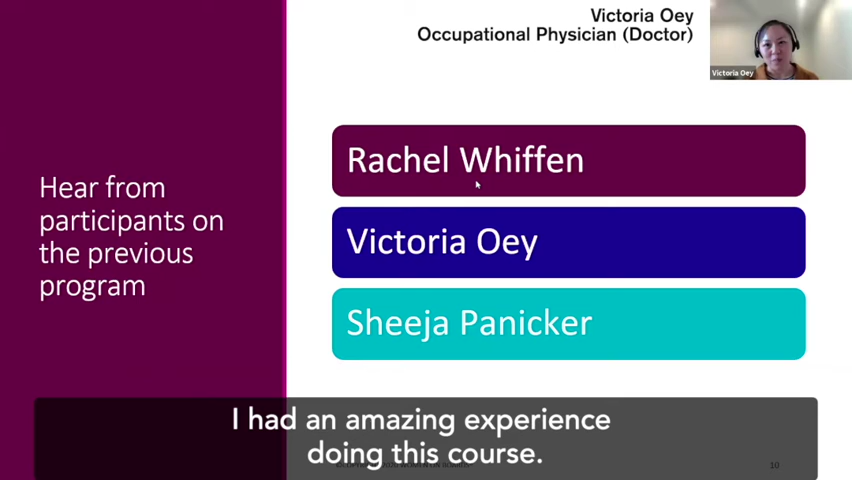 Victoria Oey
Occupational Physician (Doctor)
Victoria Oey
Hear from
participants on
the previous
program
Rachel Whiffen
Victoria Oey
Sheeja Panicker
I had an amazing experience
doing this course.
10